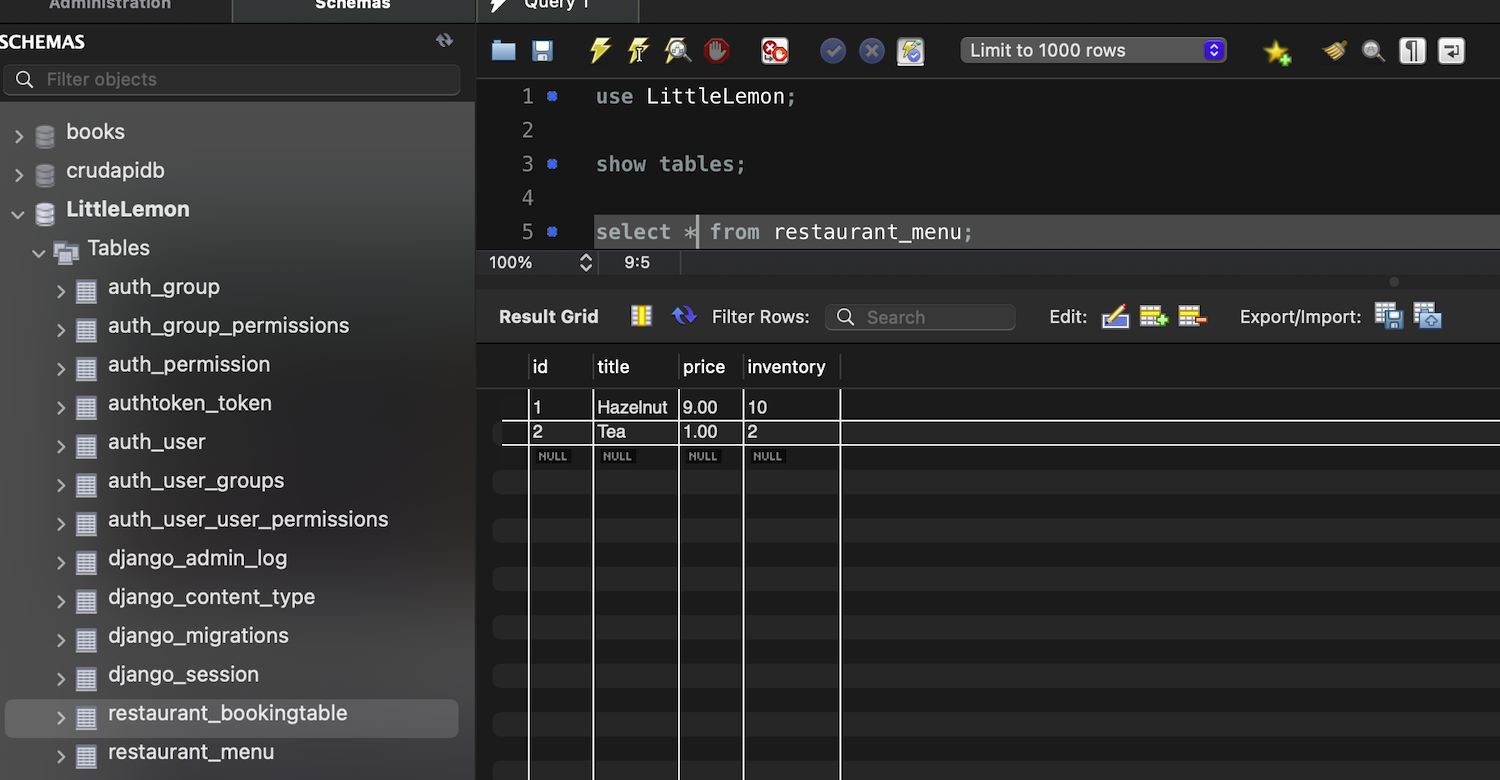 Administration
Schemas
SCHEMAS
Filter objects
books
crudapidb
LittleLemon
Tables
auth_group
auth_group_permissions
auth_permission
authtoken_token
auth_user
auth_user_groups
auth_user_user_permissions
django_admin_log
django_content_type
django_migrations
django_session
restaurant_bookingtable
restaurant_menu
Query 1
Limit to 1000 rows
1 use LittleLemon;
2
3 show tables;
4
5 select * from restaurant_menu;
100% 9:5
Result Grid Filter Rows: Search Edit: Export/Import:
id title price inventory
1 Hazelnut 9.00 10
2 Tea 1.00 2
NULL NULL NULL NULL